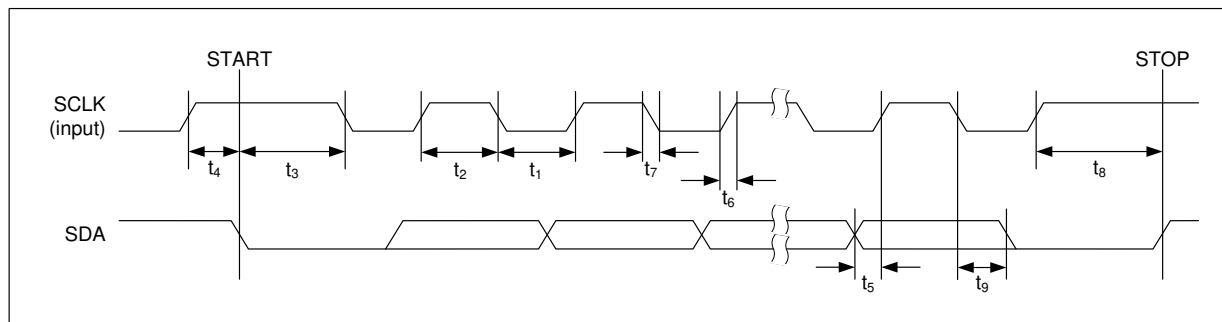 START
STOP
SCLK
(input)
t4
t3
t2
t1
t7
t6
t8
SDA
t5
t9